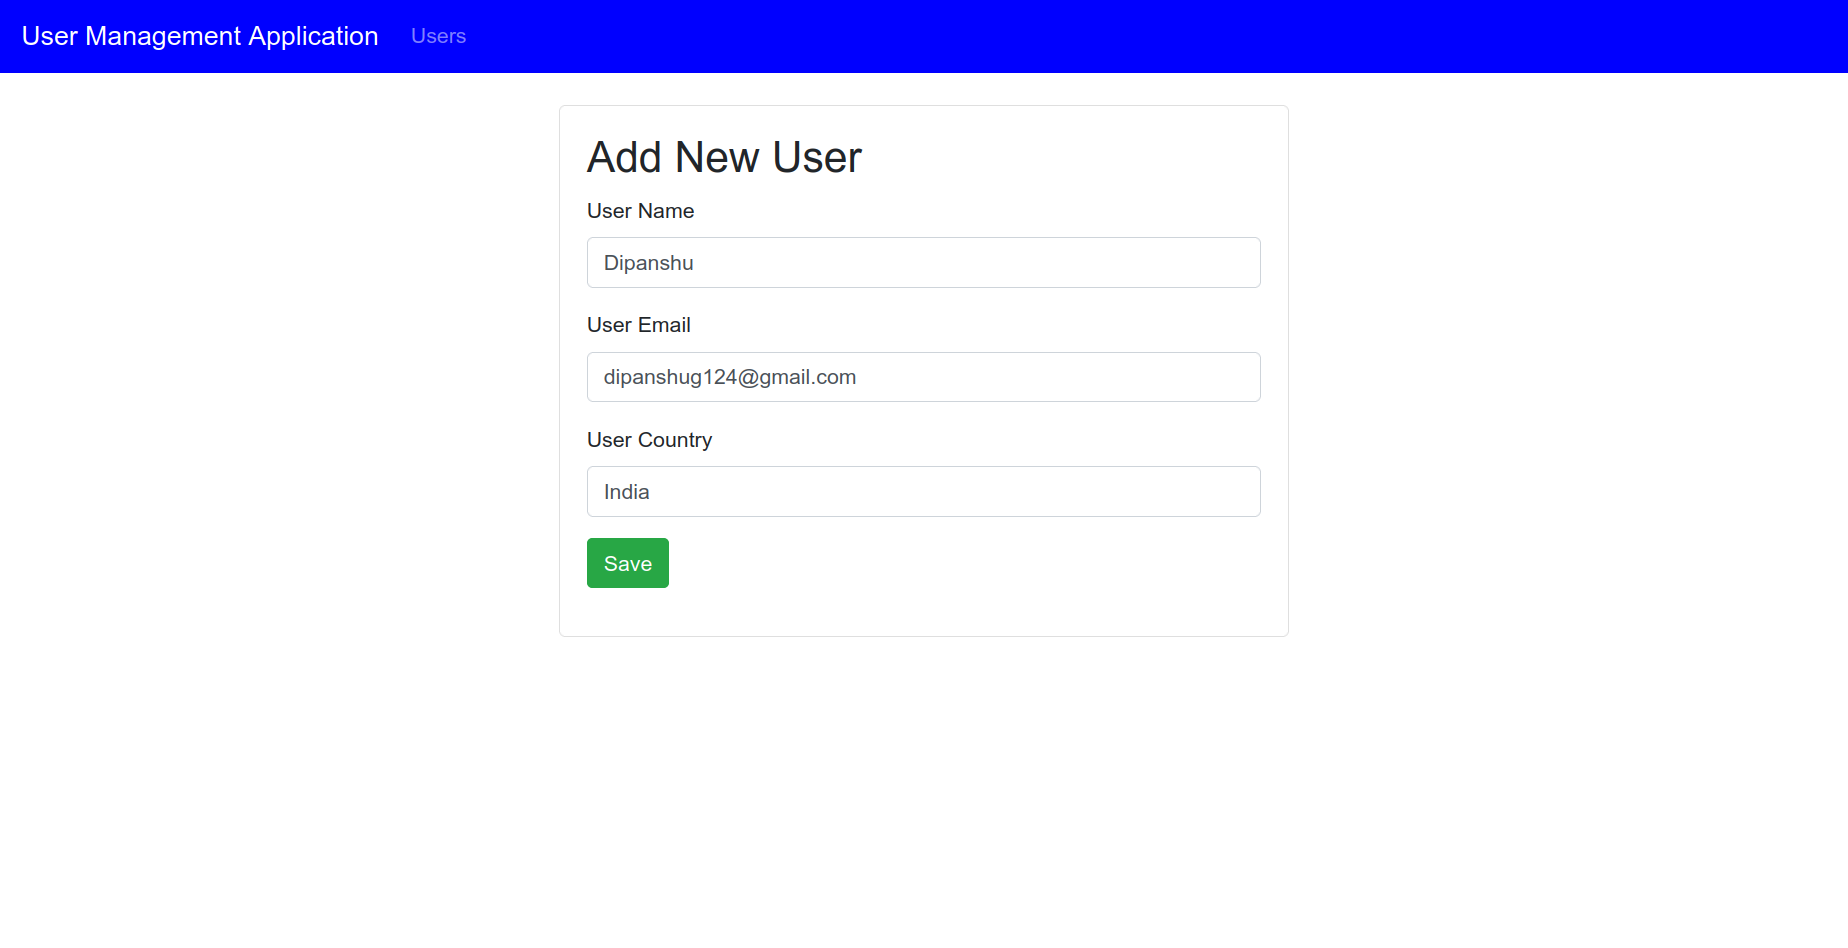 User Management Application Users
Add New User
User Name
Dipanshu
User Email
dipanshug124@gmail.com
User Country
India
Save